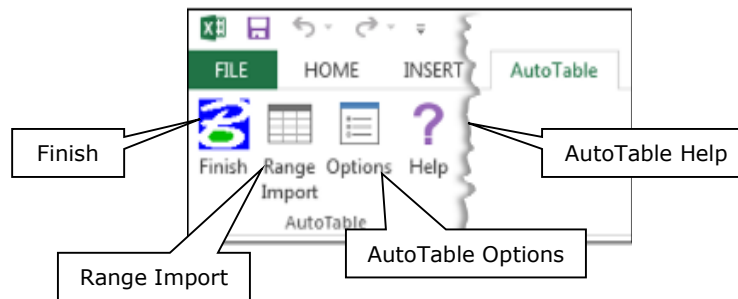 FILE HOME INSERT AutoTable
Finish AutoTable Help
Finish Range Options Help
Import
AutoTable
AutoTable Options
Range Import